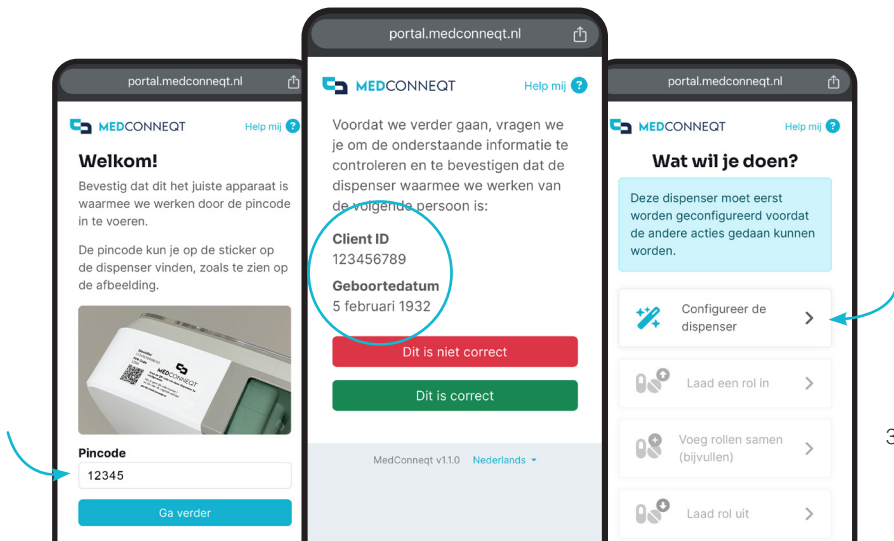 portal.medconneqt.nl
MEDCONNEQT
Help mij ?
Welkom!
Bevestig dat dit het juiste apparaat is
waarmee we werken door de pincode
in te voeren.
De pincode kun je op de sticker op
de dispenser vinden, zoals te zien op
de afbeelding.
MEDCONNEQT
Pincode
12345
Ga verder
portal.medconneqt.nl
MEDCONNEQT
Help mij ?
Voordat we verder gaan, vragen we
je om de onderstaande informatie te
controleren en te bevestigen dat de
dispenser waarmee we werken van
de volgende persoon is:
Client ID
123456789
Geboortedatum
5 februari 1932
Dit is niet correct
Dit is correct
MedConneqt v1.1.0 Nederlands
portal.medconneqt.nl
MEDCONNEQT
Help mij ?
Wat wil je doen?
Deze dispenser moet eerst
worden geconfigureerd voordat
de andere acties gedaan kunnen
worden.
Configureer de
dispenser
Laad een rol in
Voeg rollen samen
(bijvullen)
Laad rol uit